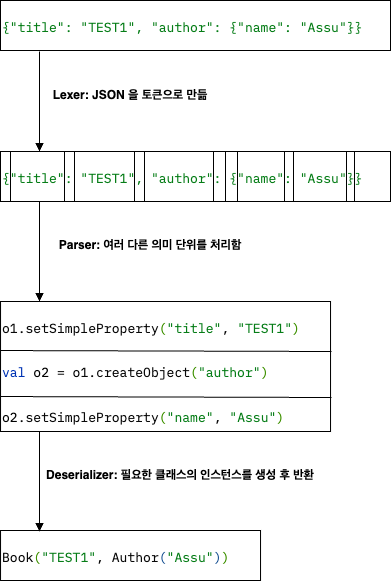 {"title": "TEST1", "author": {"name": "Assu"}}
Lexer: JSON 을 토큰으로 만듦
{"title": "TEST1", "author": {"name": "Assu"}}
Parser: 여러 다른 의미 단위를 처리함
o1.setSimpleProperty("title", "TEST1")
val o2 = o1.createObject("author")
o2.setSimpleProperty("name", "Assu")
Deserializer: 필요한 클래스의 인스턴스를 생성 후 반환
Book("TEST1", Author("Assu"))